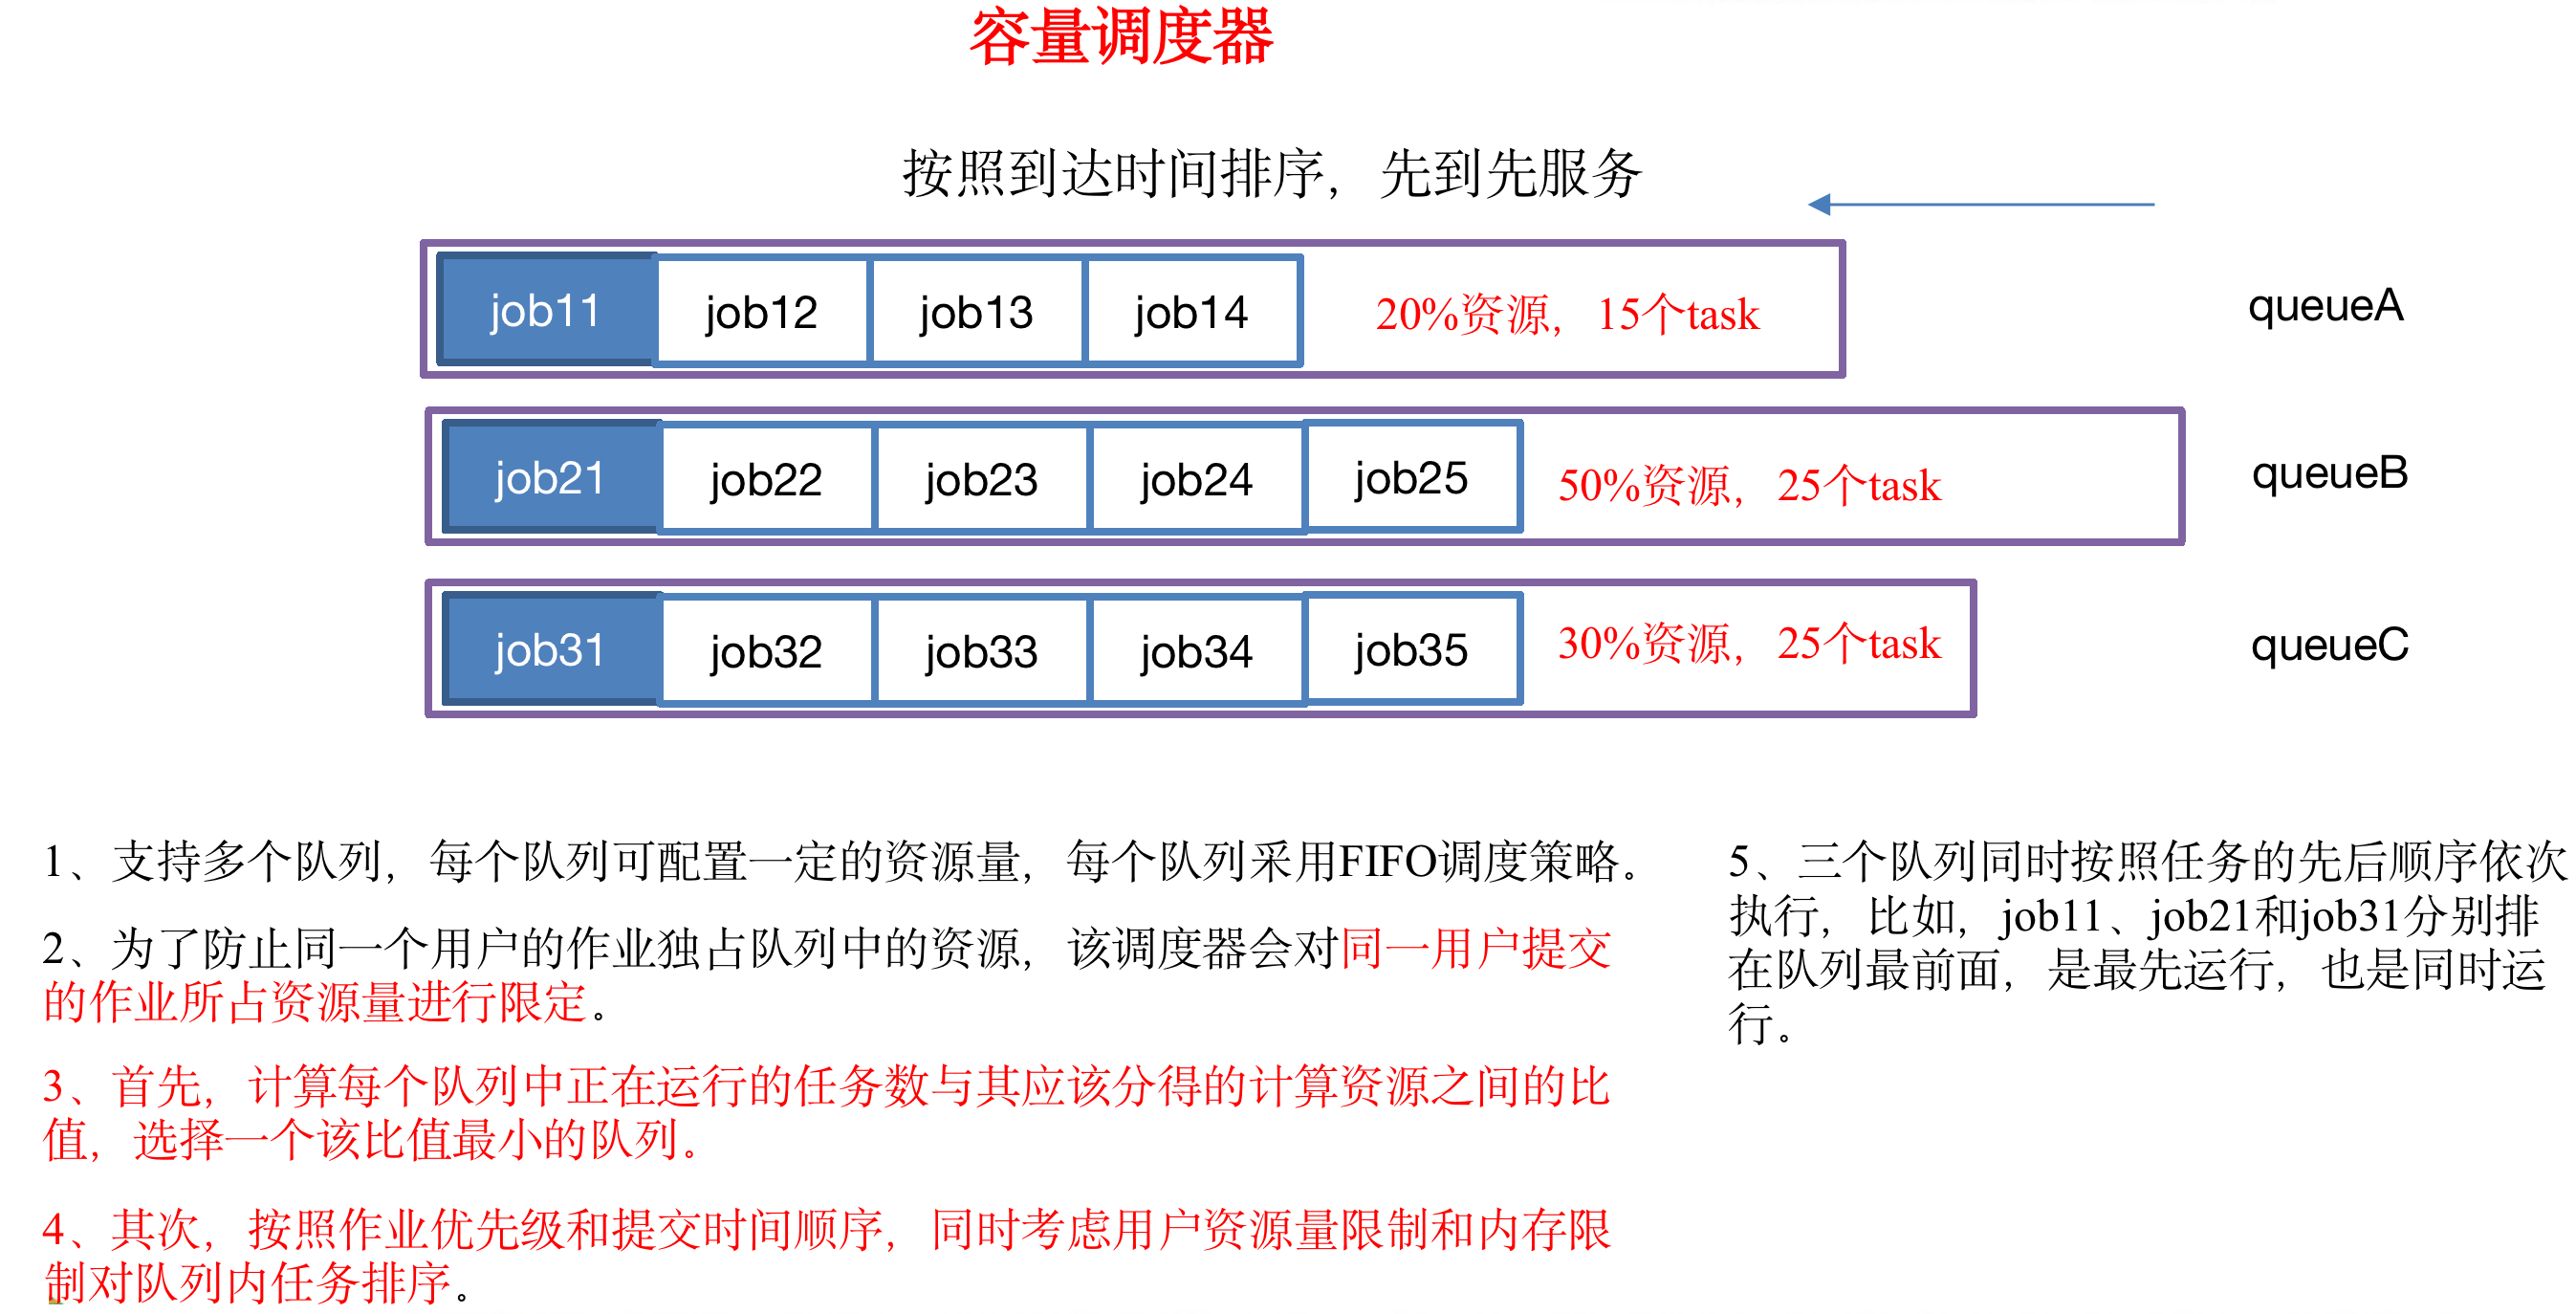 容量调度器
按照到达时间排序，先到先服务
job11 job12 job13 job14 20%资源，15个task queueA
job21 job22 job23 job24 job25 50%资源，25个task queueB
job31 job32 job33 job34 job35 30%资源，25个task queueC
1、支持多个队列，每个队列可配置一定的资源量，每个队列采用FIFO调度策略。
2、为了防止同一个用户的作业独占队列中的资源，该调度器会对同一用户提交
的作业所占资源量进行限定。
3、首先，计算每个队列中正在运行的任务数与其应该分得的计算资源之间的比
值，选择一个该比值最小的队列。
4、其次，按照作业优先级和提交时间顺序，同时考虑用户资源量限制和内存限
制对队列内任务排序。
5、三个队列同时按照任务的先后顺序依次
执行，比如，job11、job21和job31分别排
在队列最前面，是最先运行，也是同时运
行。